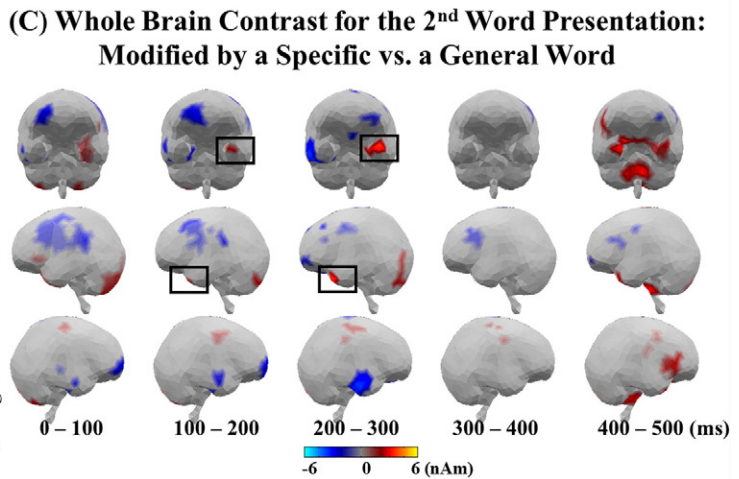 (C) Whole Brain Contrast for the 2nd Word Presentation:
Modified by a Specific vs. a General Word
0 – 100 100 – 200 200 – 300 300 – 400 400 – 500 (ms)
-6 0 6 (nAm)